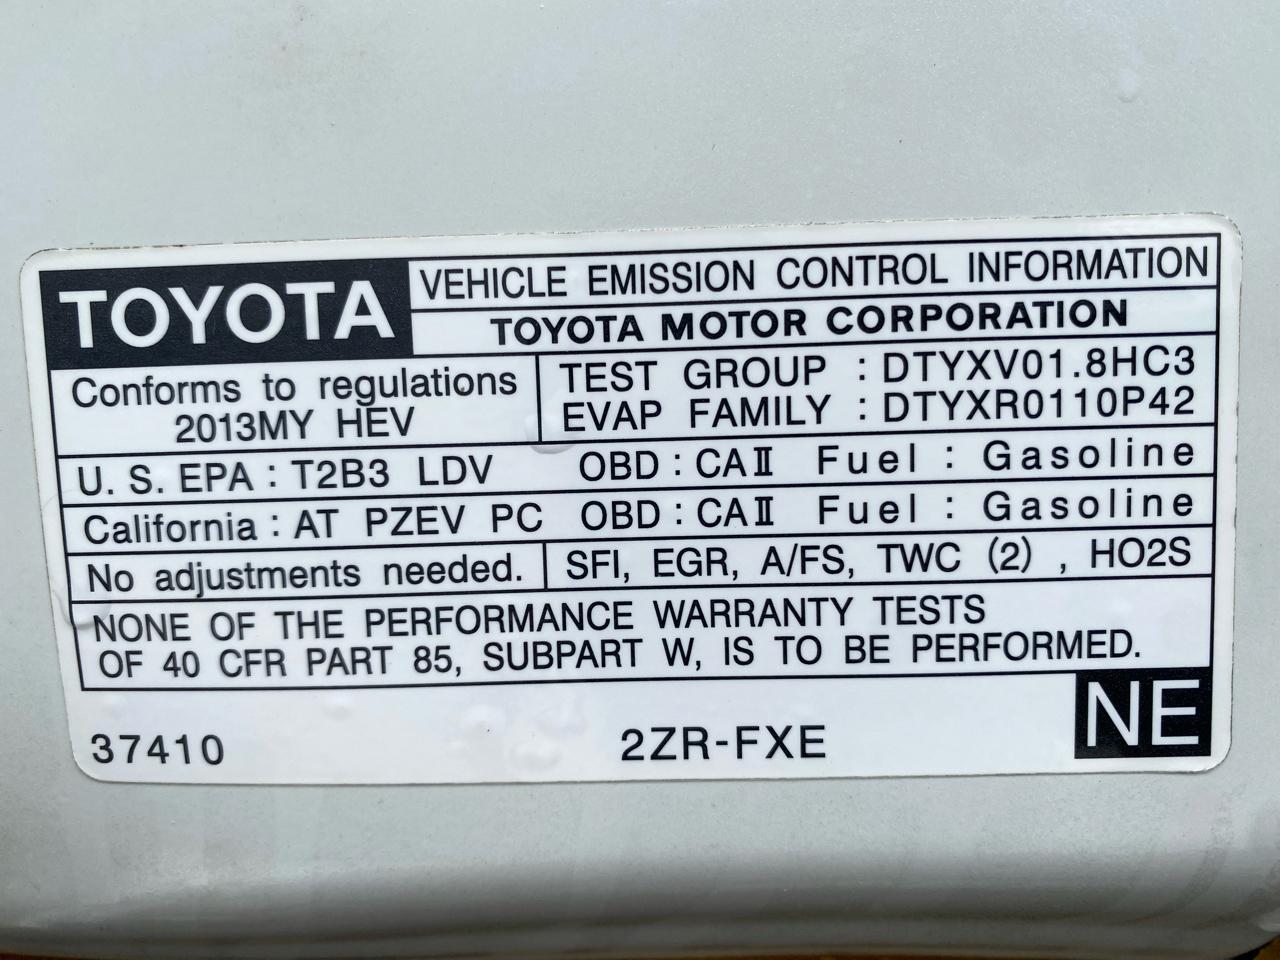 TOYOTA
VEHICLE EMISSION CONTROL INFORMATION
TOYOTA MOTOR CORPORATION
Conforms to regulations
2013MY HEV
TEST GROUP : DTYXV01.8HC3
EVAP FAMILY : DTYXR0110P42
U. S. EPA : T2B3 LDV OBD : CAⅡ Fuel : Gasoline
California : AT PZEV PC OBD : CAⅡ Fuel : Gasoline
No adjustments needed. SFI, EGR, A/FS, TWC (2) , HO2S
NONE OF THE PERFORMANCE WARRANTY TESTS
OF 40 CFR PART 85, SUBPART W, IS TO BE PERFORMED.
37410 2ZR-FXE NE